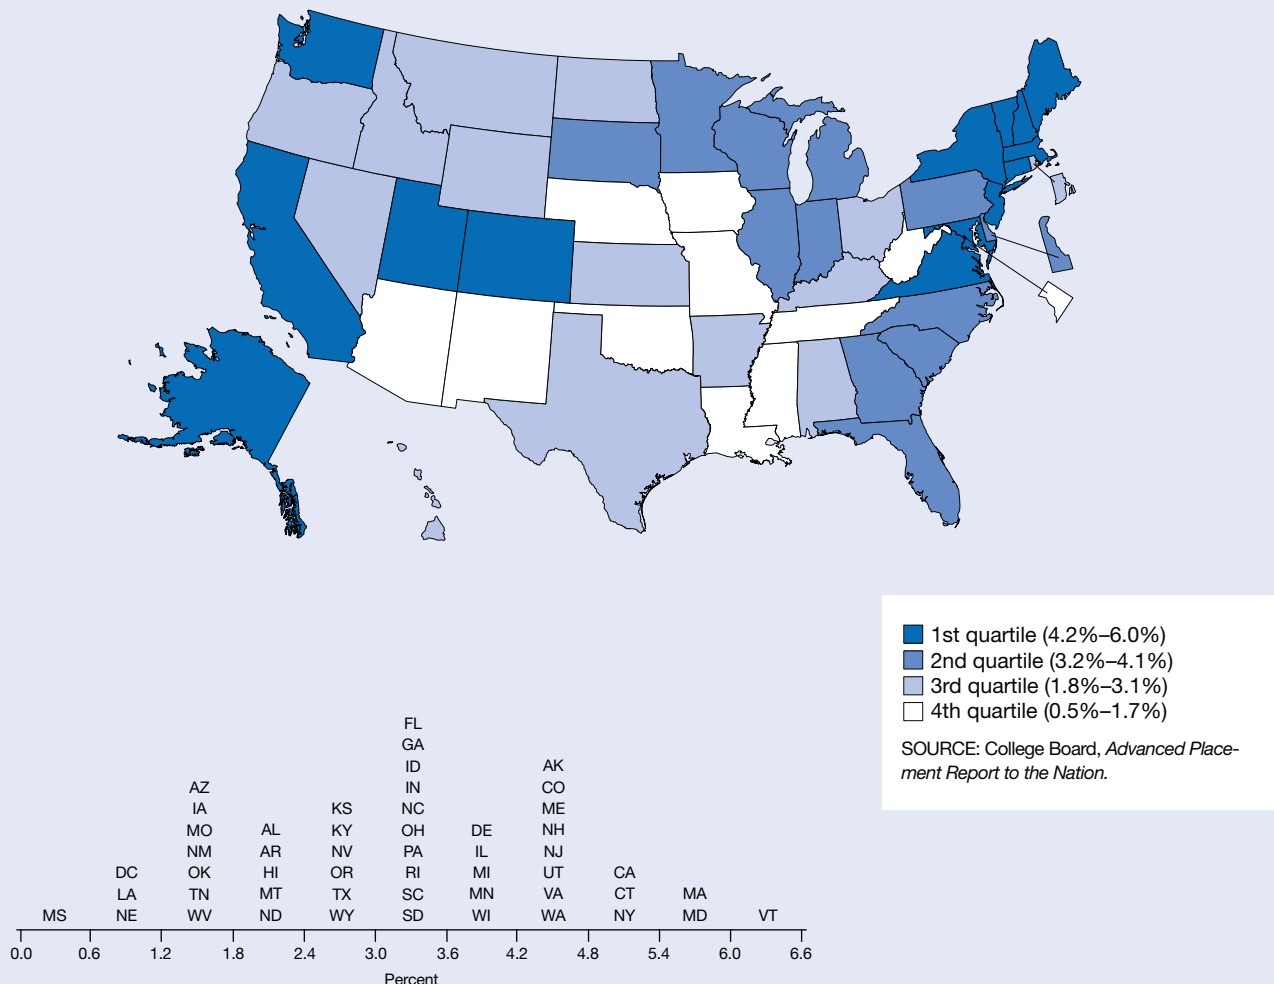 1st quartile (4.2%–6.0%)
2nd quartile (3.2%–4.1%)
3rd quartile (1.8%–3.1%)
4th quartile (0.5%–1.7%)
SOURCE: College Board, Advanced Place-
ment Report to the Nation.
FL
GA
ID AK
AZ IN CO
IA KS NC ME
MO AL KY OH DE NH
NM AR NV PA IL NJ
DC OK HI OR RI MI UT CA
LA TN MT TX SC MN VA CT MA
MS NE WV ND WY SD WI WA NY MD VT
0.0 0.6 1.2 1.8 2.4 3.0 3.6 4.2 4.8 5.4 6.0 6.6
Percent